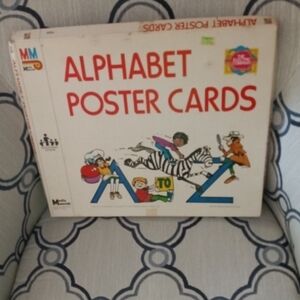 ALPHABET POSTER CARDS
MM
ALPHABET
POSTER CARDS
A TO Z